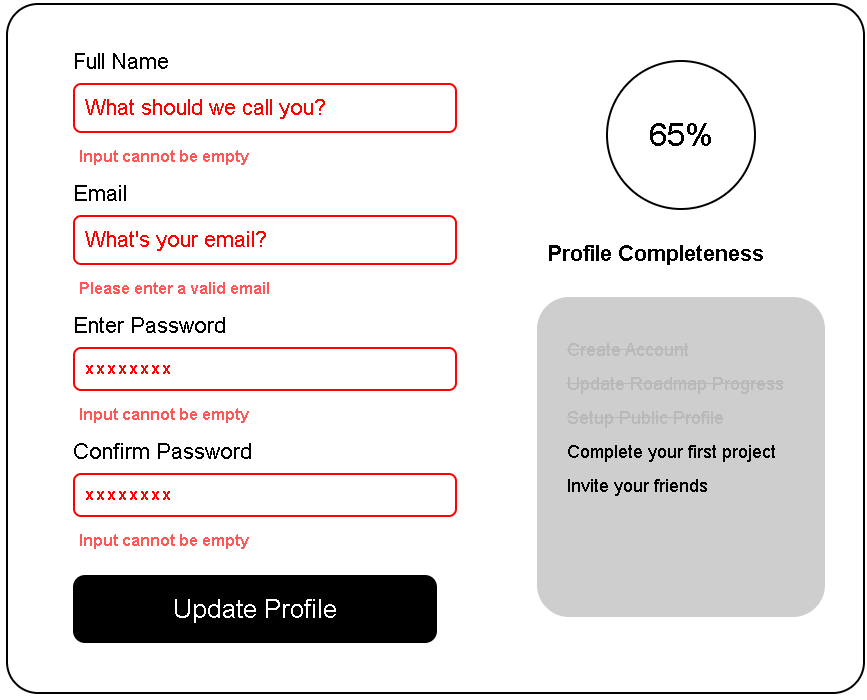 Full Name
What should we call you?
Input cannot be empty
Email
What's your email?
Please enter a valid email
Enter Password
xxxxxxxx
Input cannot be empty
Confirm Password
xxxxxxxx
Input cannot be empty
Update Profile
65%
Profile Completeness
Create Account
Update Roadmap Progress
Setup Public Profile
Complete your first project
Invite your friends